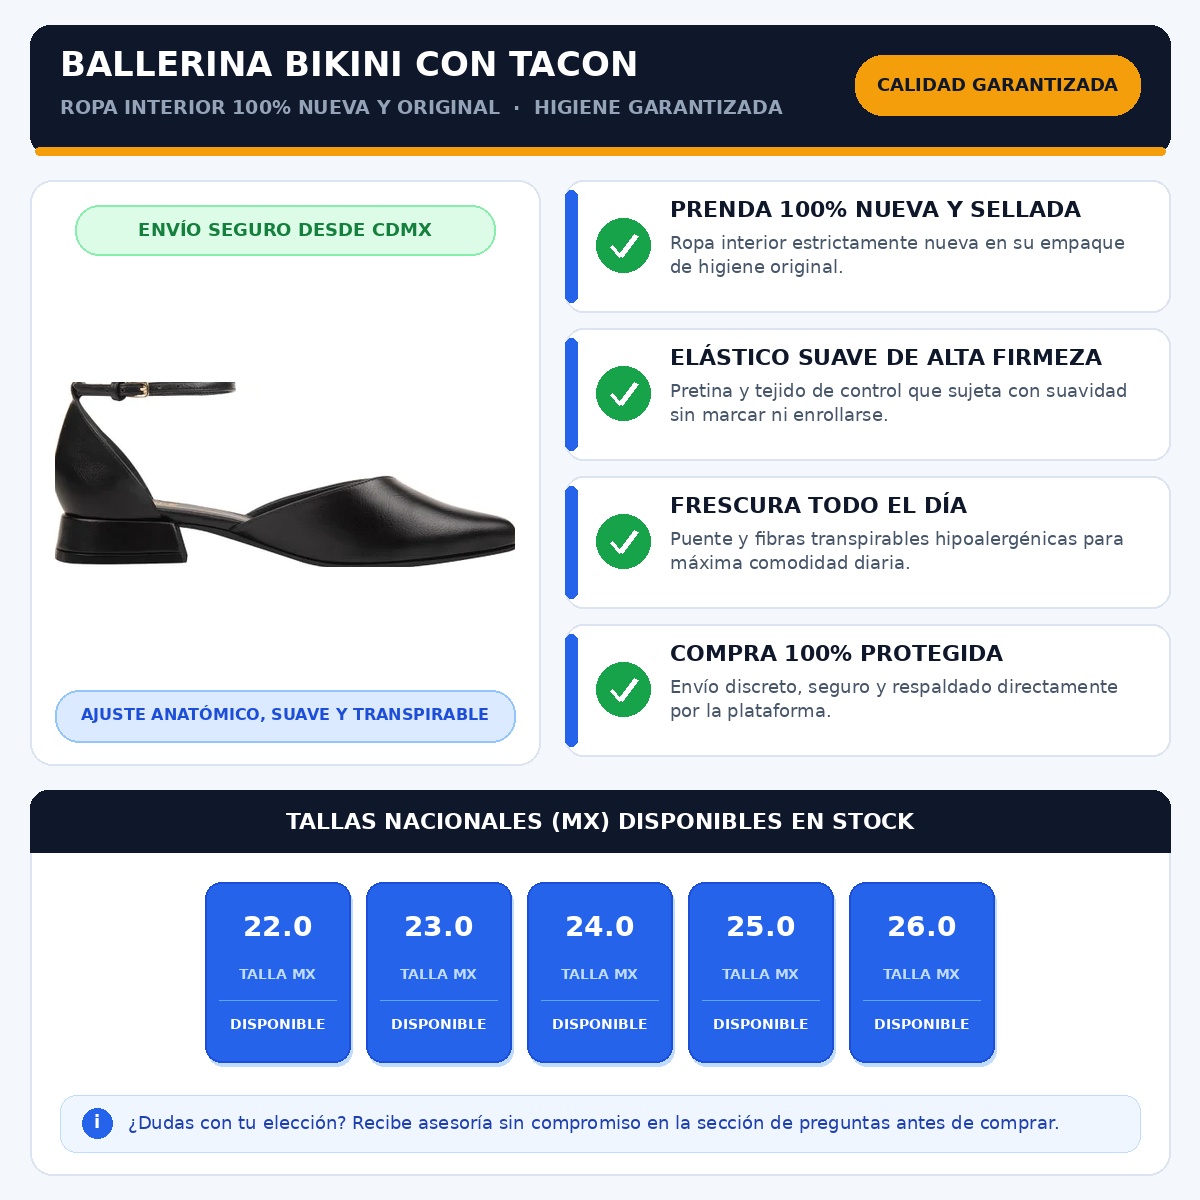 BALLERINA BIKINI CON TACON
ROPA INTERIOR 100% NUEVA Y ORIGINAL · HIGIENE GARANTIZADA
CALIDAD GARANTIZADA
ENVÍO SEGURO DESDE CDMX
AJUSTE ANATÓMICO, SUAVE Y TRANSPIRABLE
PRENDA 100% NUEVA Y SELLADA
Ropa interior estrictamente nueva en su empaque
de higiene original.
ELÁSTICO SUAVE DE ALTA FIRMEZA
Pretina y tejido de control que sujeta con suavidad
sin marcar ni enrollarse.
FRESCURA TODO EL DÍA
Puente y fibras transpirables hipoalergénicas para
máxima comodidad diaria.
COMPRA 100% PROTEGIDA
Envío discreto, seguro y respaldado directamente
por la plataforma.
TALLAS NACIONALES (MX) DISPONIBLES EN STOCK
22.0
TALLA MX
DISPONIBLE
23.0
TALLA MX
DISPONIBLE
24.0
TALLA MX
DISPONIBLE
25.0
TALLA MX
DISPONIBLE
26.0
TALLA MX
DISPONIBLE
i ¿Dudas con tu elección? Recibe asesoría sin compromiso en la sección de preguntas antes de comprar.